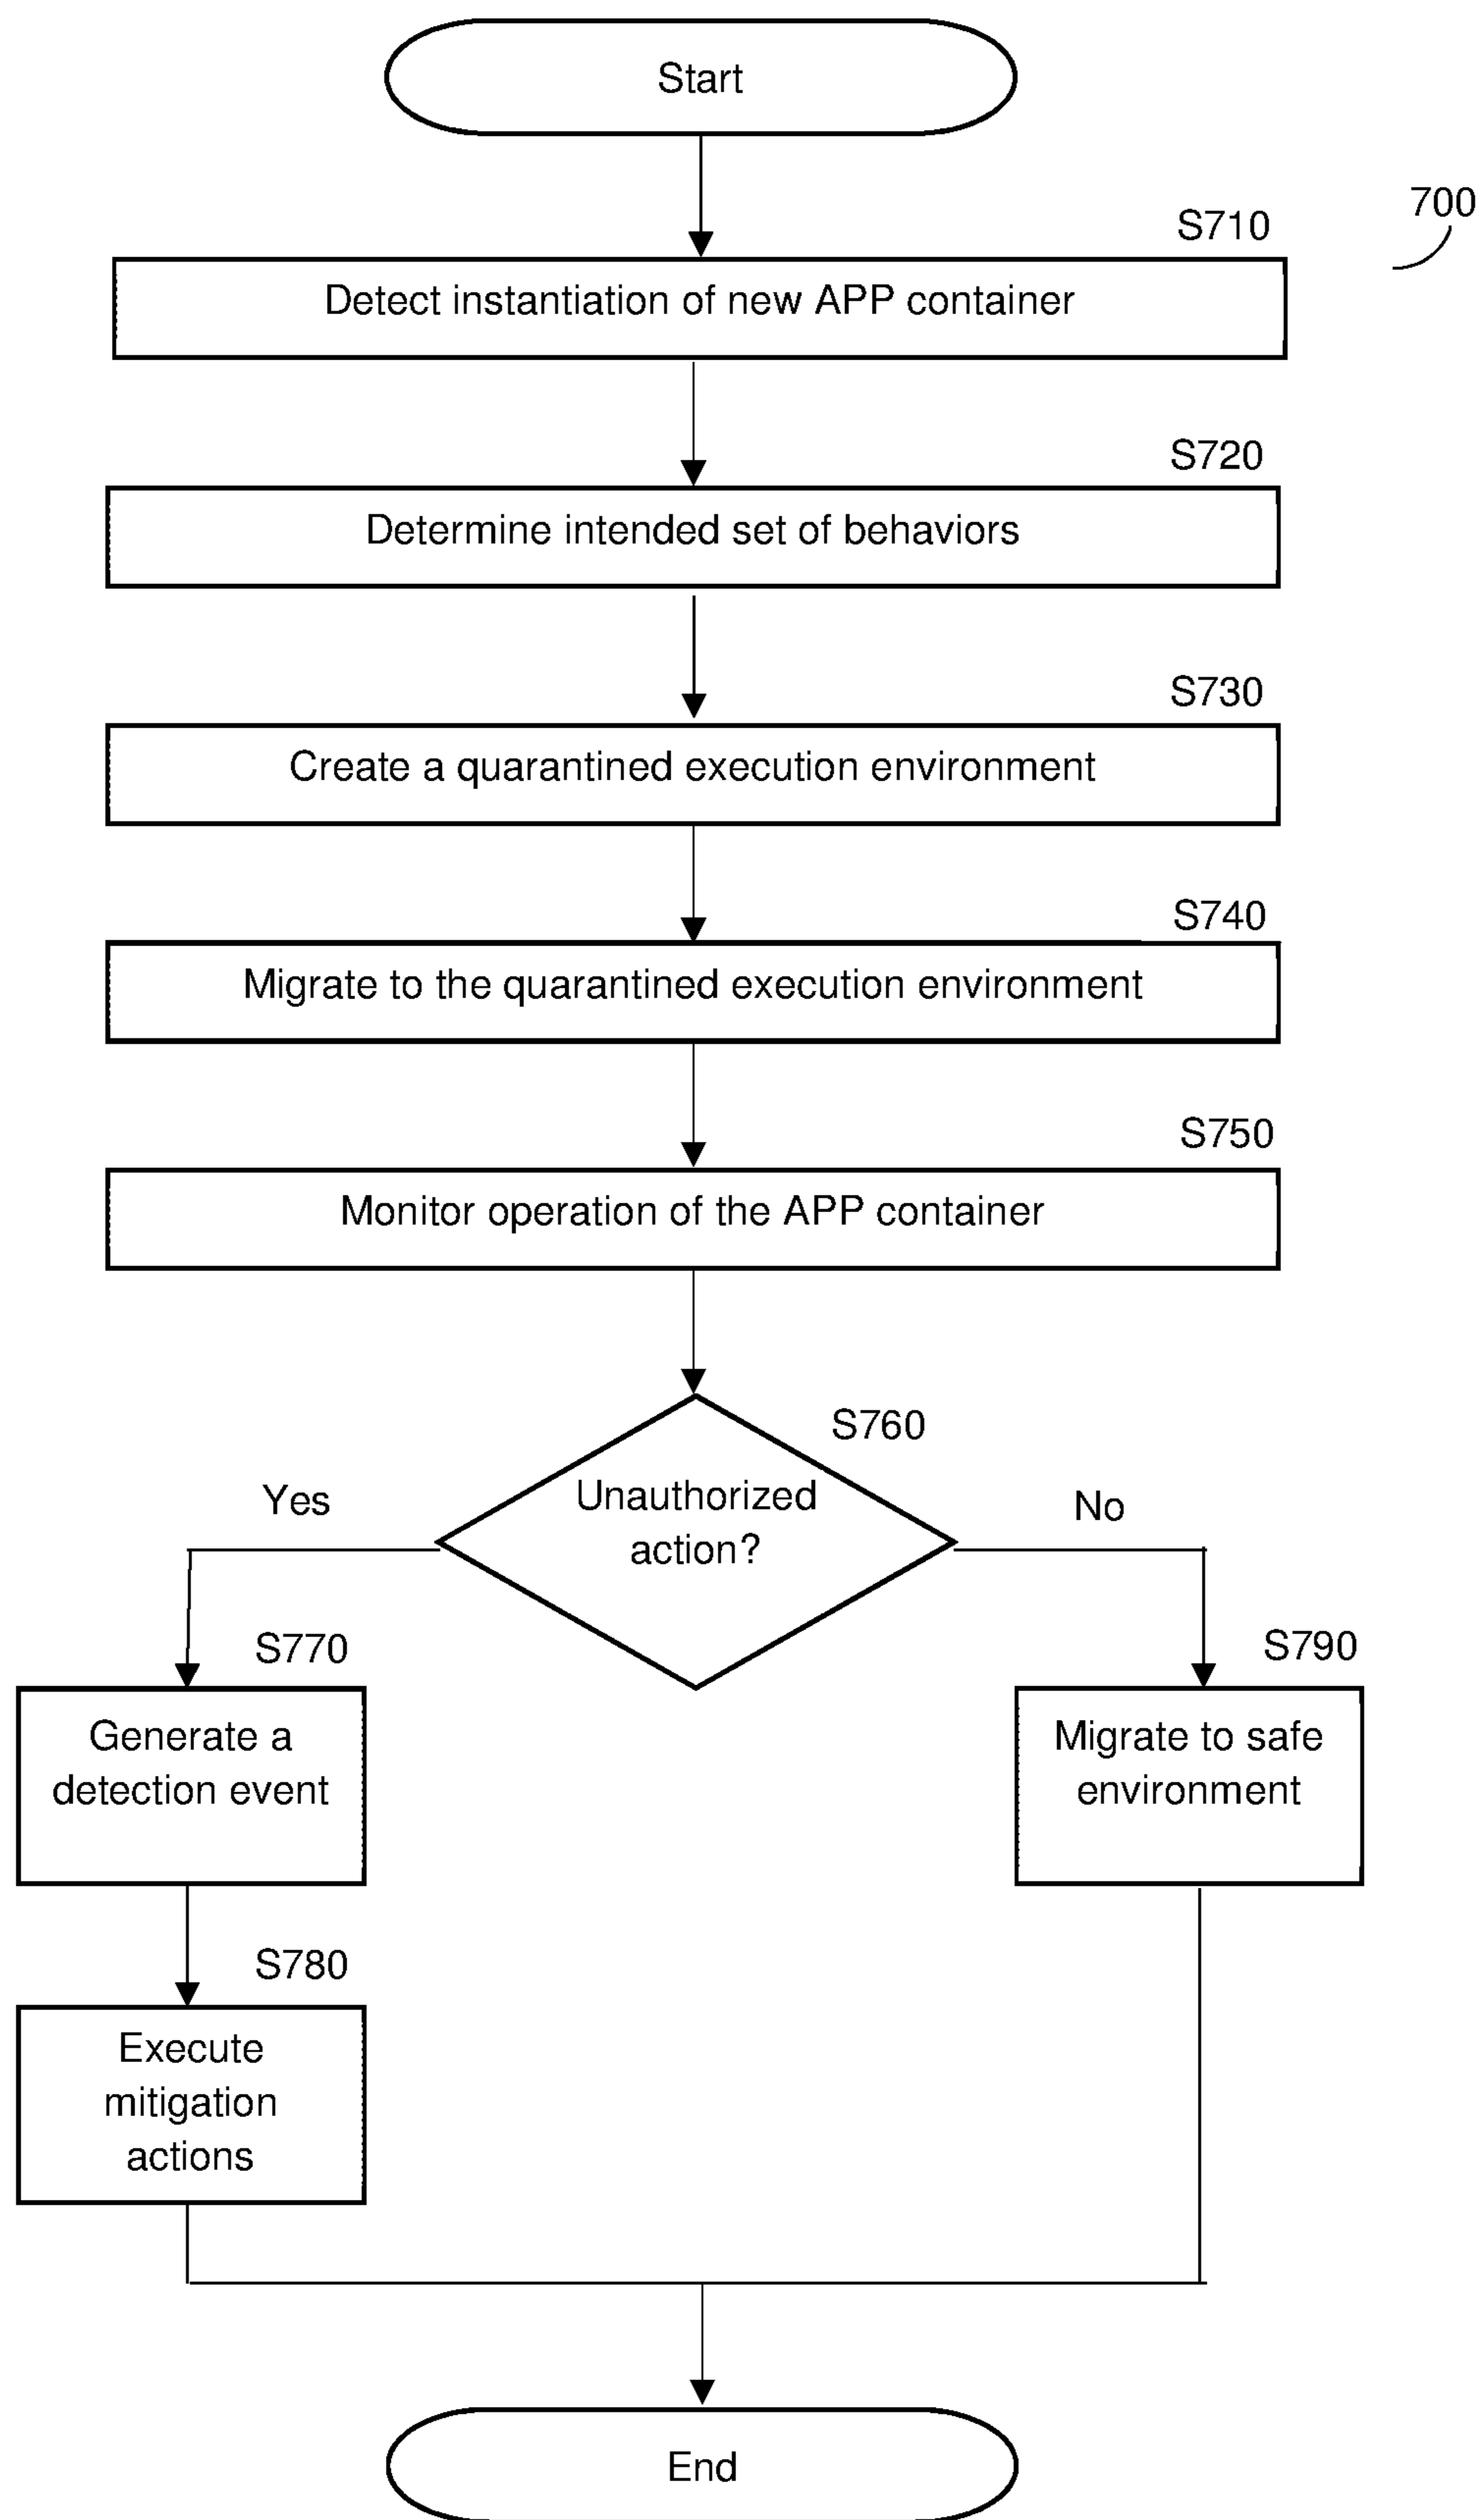 Start
700
S710
Detect instantiation of new APP container
S720
Determine intended set of behaviors
S730
Create a quarantined execution environment
S740
Migrate to the quarantined execution environment
S750
Monitor operation of the APP container
S760
Unauthorized
action?
Yes
No
S770
Generate a
detection event
S790
Migrate to safe
environment
S780
Execute
mitigation
actions
End